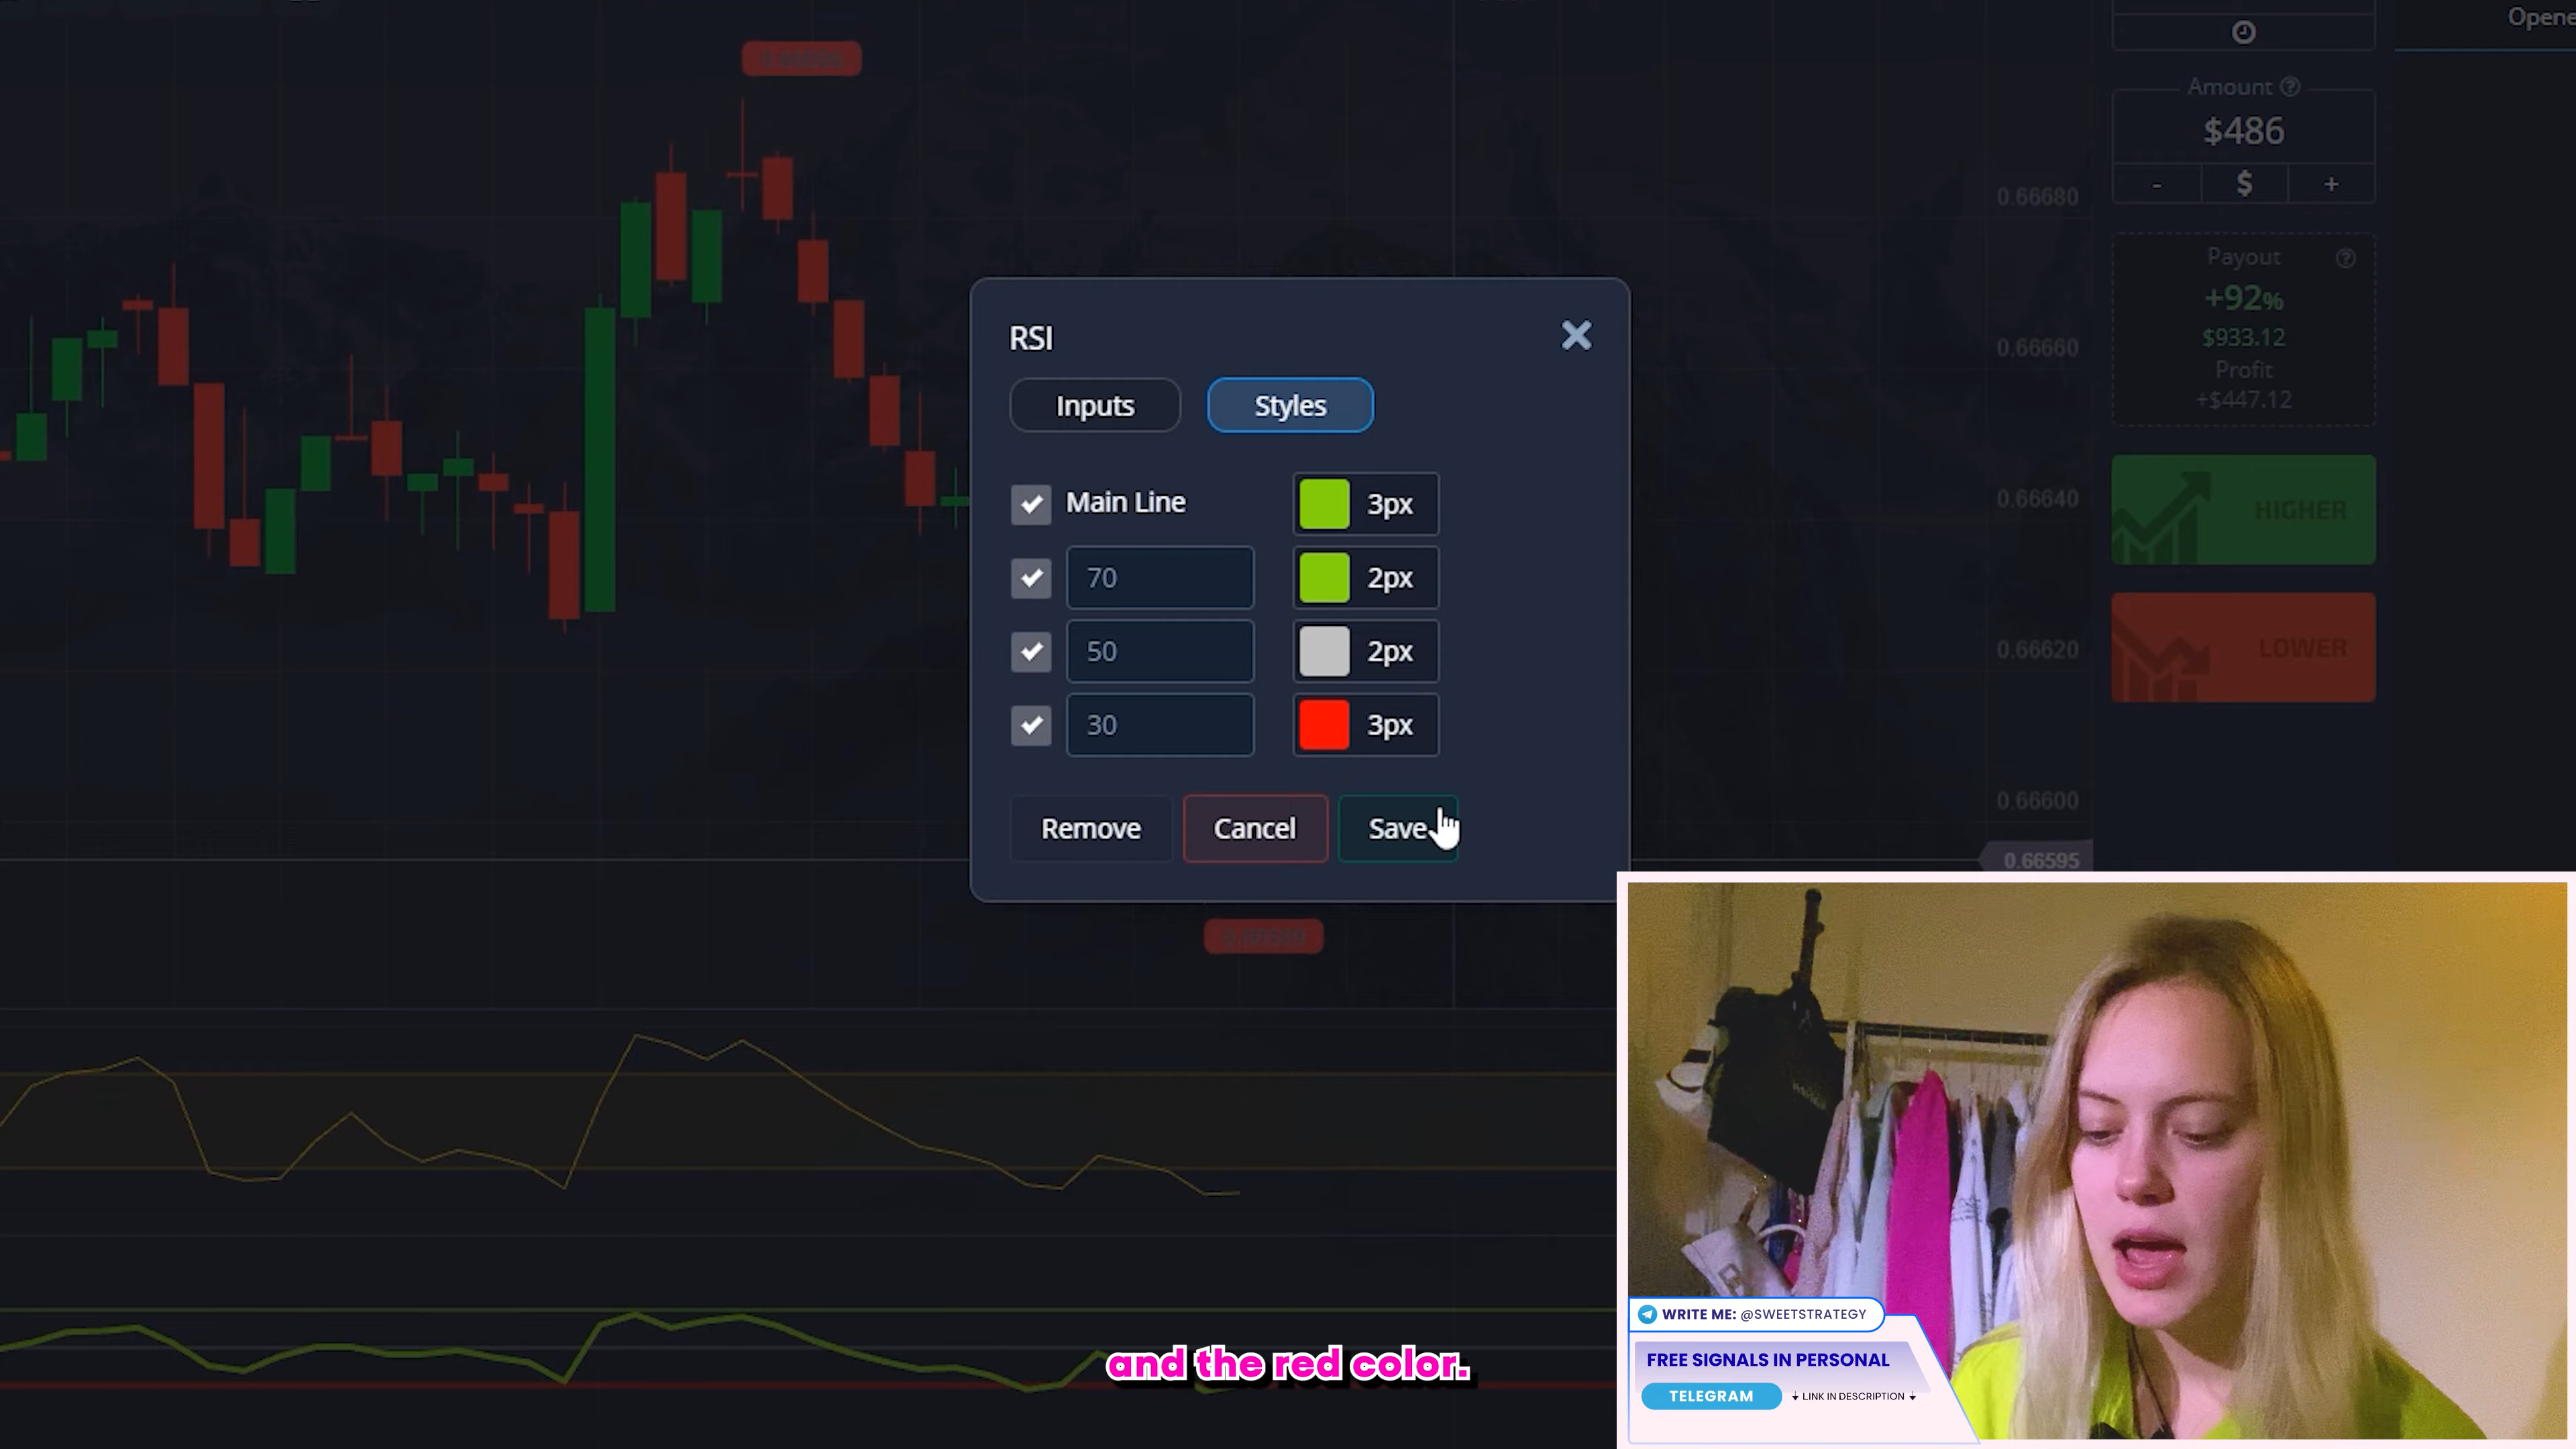 Opene
Amount
$486
- $ +
Payout
+92%
$933.12
Profit
+$447.12
HIGHER
LOWER
0.66680
0.66660
0.66640
0.66620
0.66600
0.66595
RSI
Inputs Styles
Main Line 3px
70 2px
50 2px
30 3px
Remove Cancel Save
and the red color.
WRITE ME: @SWEETSTRATEGY
FREE SIGNALS IN PERSONAL
TELEGRAM LINK IN DESCRIPTION